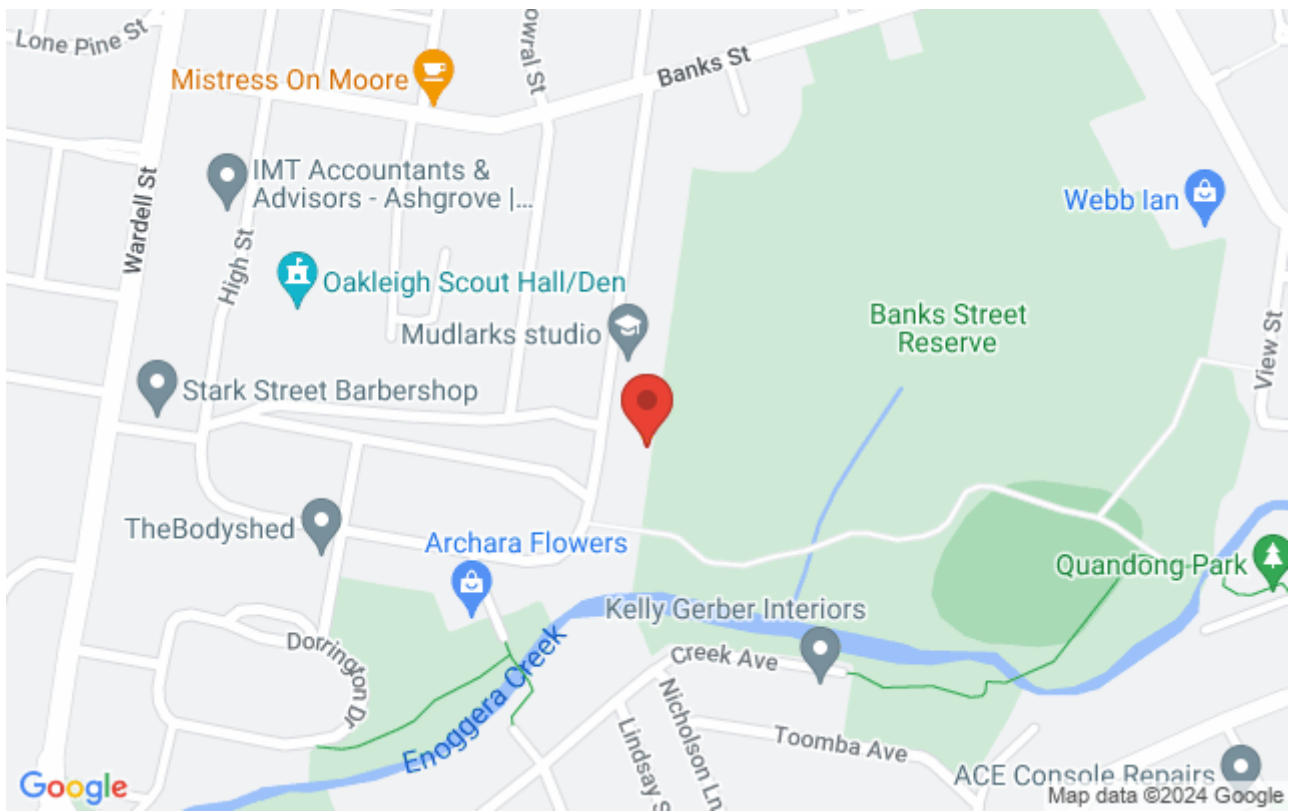 Lone Pine St
owral St
Banks St
Mistress On Moore
IMT Accountants &
Advisors - Ashgrove |...
Wardell St
High St
Webb Ian
Oakleigh Scout Hall/Den
Mudlarks studio
Banks Street
Reserve
View St
Stark Street Barbershop
TheBodyshed
Archara Flowers
Quandong Park
Kelly Gerber Interiors
Dorrington Dr
Enoggera Creek
Creek Ave
Nicholson Ln
Lindsay S
Toomba Ave
ACE Console Repairs
Google
Map data ©2024 Google